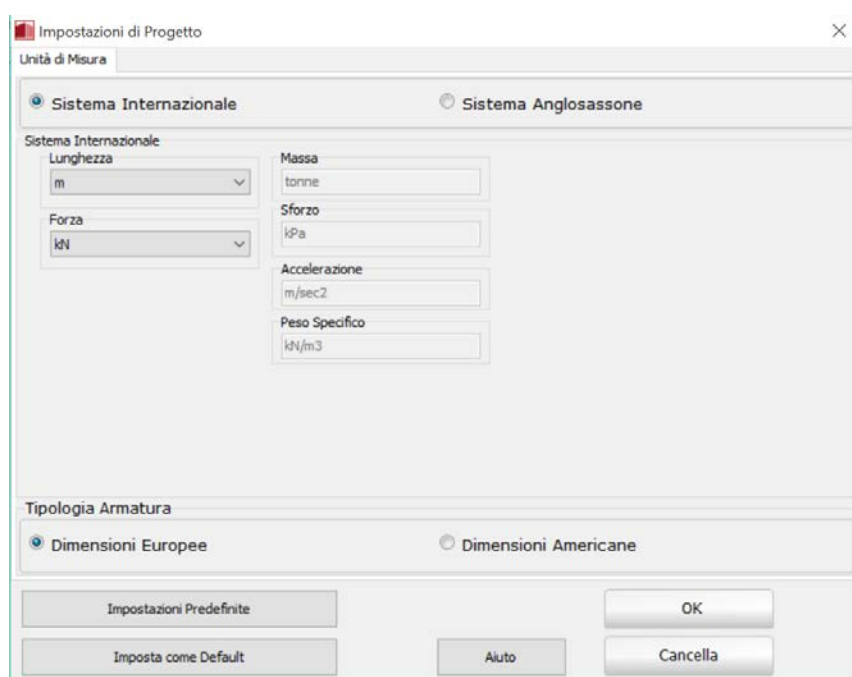 Impostazioni di Progetto
Unità di Misura
Sistema Internazionale
Sistema Anglosassone
Sistema Internazionale
Lunghezza
m
Massa
tonne
Forza
kN
Sforzo
kPa
Accelerazione
m/sec2
Peso Specifico
kN/m3
Tipologia Armatura
Dimensioni Europee
Dimensioni Americane
Impostazioni Predefinite
OK
Imposta come Default
Aiuto
Cancella